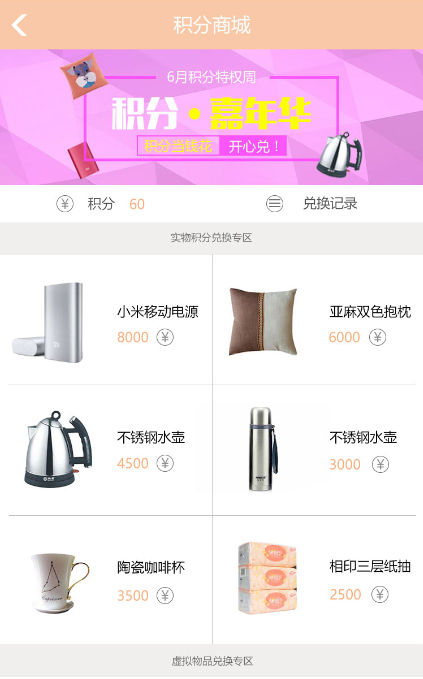 积分商城
6月积分特权周
积分·嘉年华
积分当钱花 开心兑！
¥ 积分 60 兑换记录
实物积分兑换专区
小米移动电源 亚麻双色抱枕
8000 ¥ 6000 ¥
不锈钢水壶 不锈钢水壶
4500 ¥ 3000 ¥
陶瓷咖啡杯 相印三层纸抽
3500 ¥ 2500 ¥
虚拟物品兑换专区